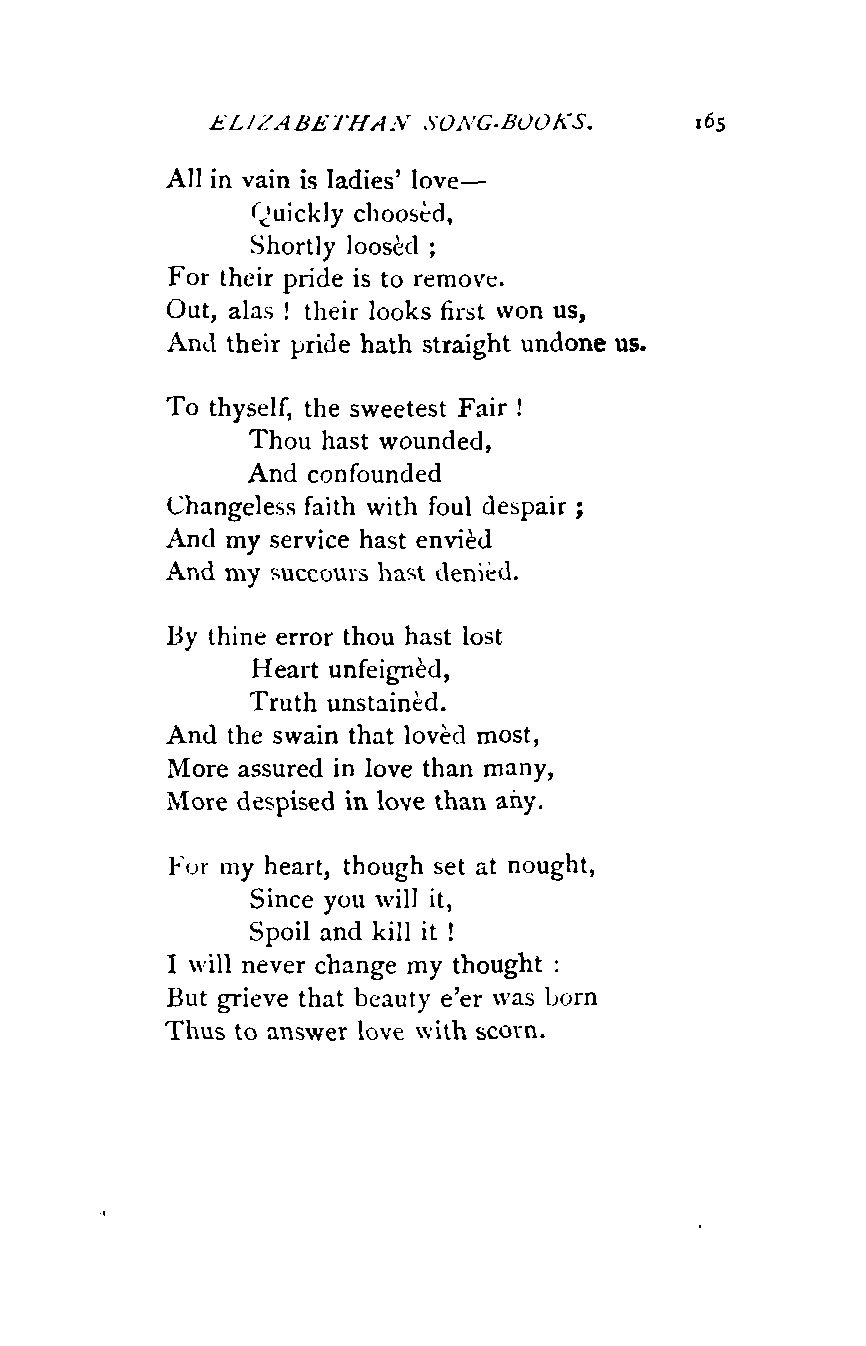 ELIZABETHAN SONG-BOOKS. 165
All in vain is ladies' love—
Quickly choosèd,
Shortly loosèd ;
For their pride is to remove.
Out, alas ! their looks first won us,
And their pride hath straight undone us.
To thyself, the sweetest Fair !
Thou hast wounded,
And confounded
Changeless faith with foul despair ;
And my service hast envièd
And my succours hast denièd.
By thine error thou hast lost
Heart unfeignèd,
Truth unstainèd.
And the swain that lovèd most,
More assured in love than many,
More despised in love than any.
For my heart, though set at nought,
Since you will it,
Spoil and kill it !
I will never change my thought :
But grieve that beauty e'er was born
Thus to answer love with scorn.